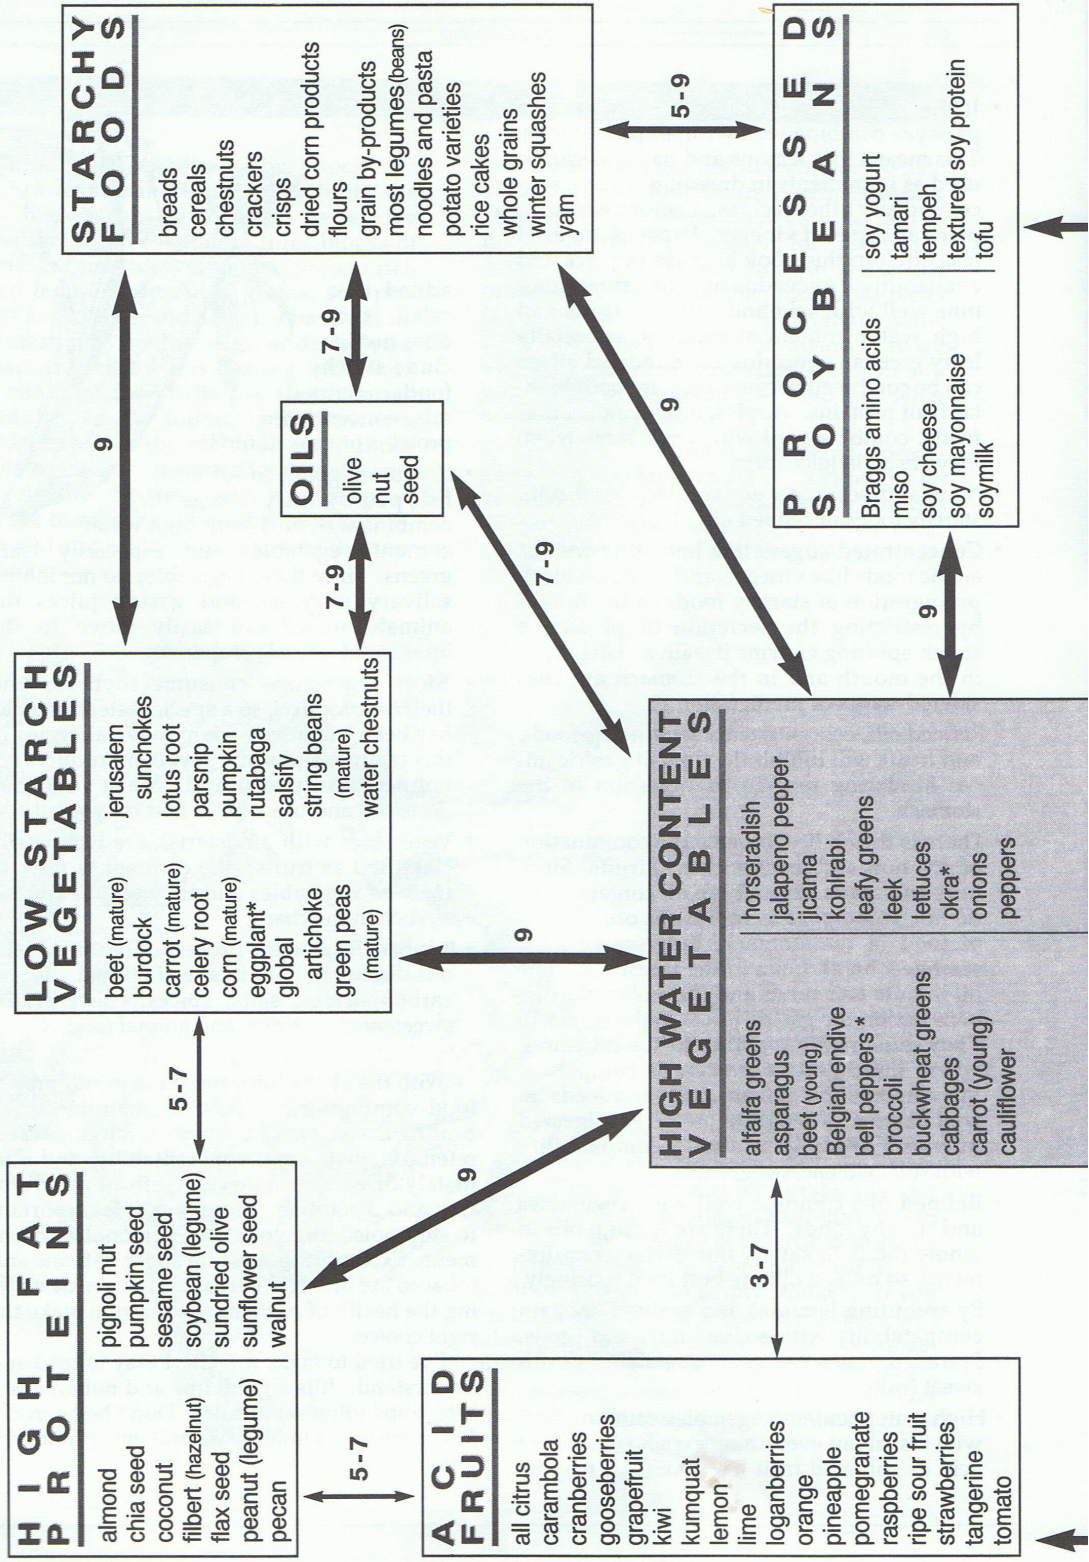 HIGH FAT
PROTEINS
almond
chia seed
coconut
filbert (hazelnut)
flax seed
peanut (legume)
pecan
pignoli nut
pumpkin seed
sesame seed
soybean (legume)
sundried olive
sunflower seed
walnut
5-7
LOW STARCH
VEGETABLES
beet (mature)
burdock
carrot (mature)
celery root
corn (mature)
eggplant*
global
artichoke
green peas
(mature)
jerusalem
sunchokes
lotus root
parsnip
pumpkin
rutabaga
salsify
string beans
(mature)
water chestnuts
9
STARCHY
FOODS
breads
cereals
chestnuts
crackers
crisps
dried corn products
flours
grain by-products
most legumes (beans)
noodles and pasta
potato varieties
rice cakes
whole grains
winter squashes
yam
7-9
OILS
olive
nut
seed
7-9
5-7
9
9
7-9
9
5-9
ACID
FRUITS
all citrus
carambola
cranberries
gooseberries
grapefruit
kiwi
kumquat
lemon
lime
loganberries
orange
pineapple
pomegranate
raspberries
ripe sour fruit
strawberries
tangerine
tomato
3-7
HIGH WATER CONTENT
VEGETABLES
alfalfa greens
asparagus
beet (young)
Belgian endive
bell peppers *
broccoli
buckwheat greens
cabbages
carrot (young)
cauliflower
horseradish
jalapeno pepper
jicama
kohlrabi
leafy greens
leek
lettuces
okra*
onions
peppers
9
PROCESSED
SOYBEANS
Braggs amino acids
miso
soy cheese
soy mayonnaise
soymilk
soy yogurt
tamari
tempeh
textured soy protein
tofu